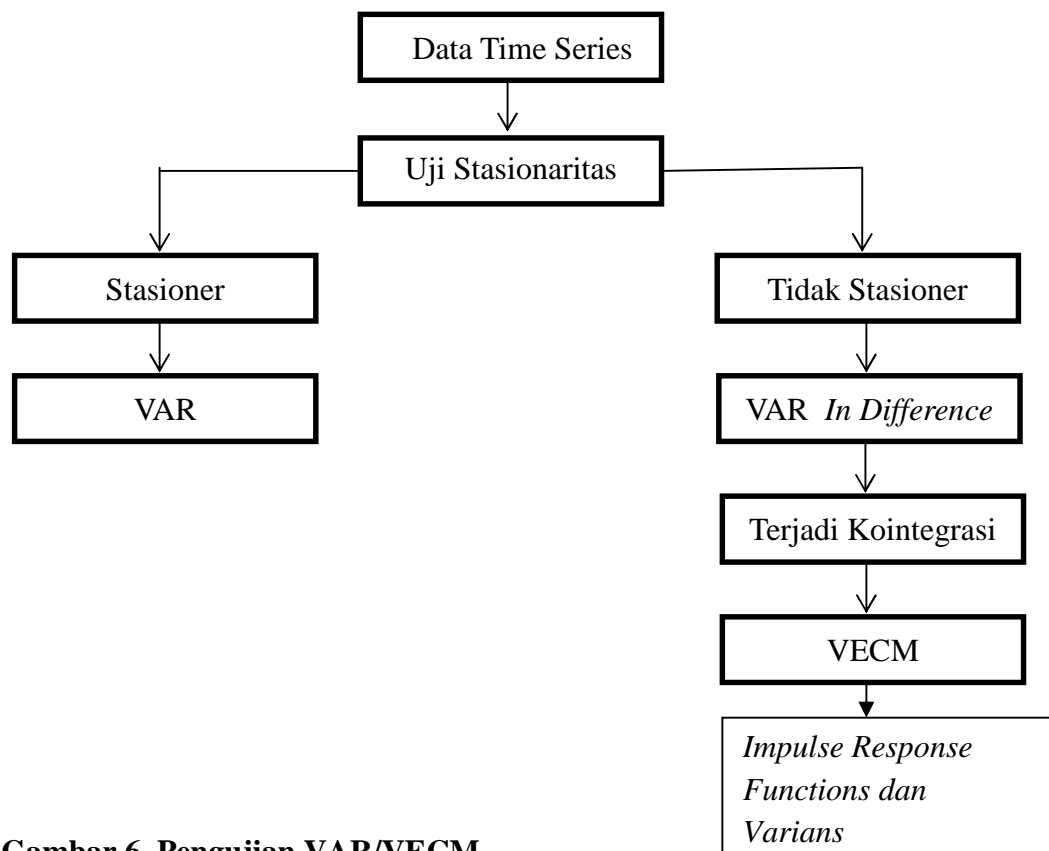 Data Time Series
Uji Stasionaritas
Stasioner
Tidak Stasioner
VAR
VAR In Difference
Terjadi Kointegrasi
VECM
Impulse Response
Functions dan
Varians
Gambar 6. Pengujian VAR/VECM